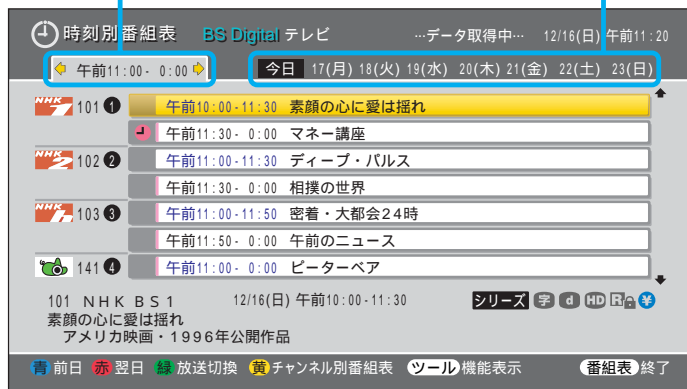 時刻別番組表 BS Digital テレビ …データ取得中… 12/16(日) 午前11:20
午前11:00- 0:00 今日 17(月) 18(火) 19(水) 20(木) 21(金) 22(土) 23(日)
NHK 7 101 1 午前10:00-11:30 素顔の心に愛は揺れ
午前11:30- 0:00 マネー講座
NHK 2 102 2 午前11:00-11:30 ディープ・パルス
午前11:30- 0:00 相撲の世界
NHK h 103 3 午前11:00-11:50 密着・大都会24時
午前11:50- 0:00 午前のニュース
141 4 午前11:00- 0:00 ピーターベア
101 NHK BS1 12/16(日) 午前10:00-11:30 シリーズ 字 d HD R ¥
素顔の心に愛は揺れ
アメリカ映画・1996年公開作品
青 前日 赤 翌日 緑 放送切換 黄 チャンネル別番組表 ツール 機能表示 番組表 終了